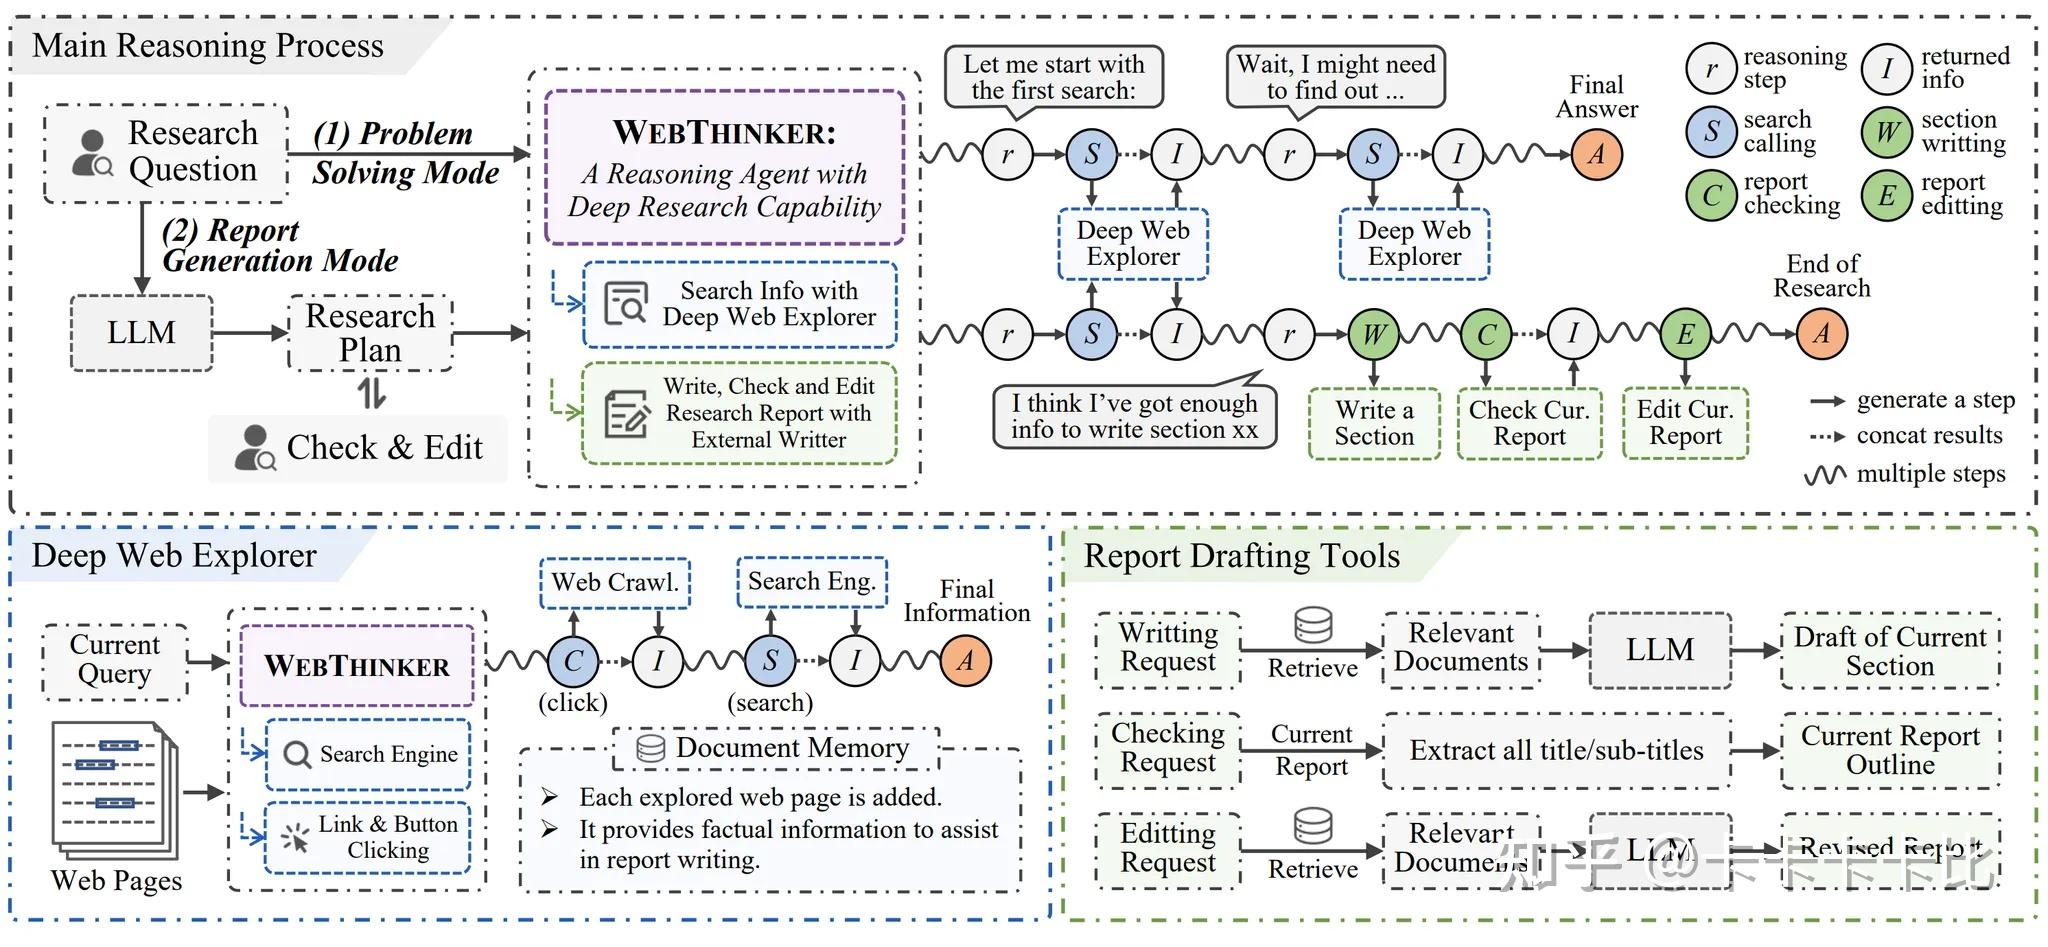 Main Reasoning Process
Research
Question
(1) Problem
Solving Mode
(2) Report
Generation Mode
LLM
Research
Plan
Check & Edit
WEBTHINKER:
A Reasoning Agent with
Deep Research Capability
Search Info with
Deep Web Explorer
Write, Check and Edit
Research Report with
External Writter
Let me start with
the first search:
Wait, I might need
to find out ...
Final
Answer
r
S
I
r
S
I
A
Deep Web
Explorer
Deep Web
Explorer
r
S
I
r
W
C
I
E
A
End of
Research
I think I've got enough
info to write section xx
Write a
Section
Check Cur.
Report
Edit Cur.
Report
r
reasoning
step
I
returned
info
S
search
calling
W
section
writting
C
report
checking
E
report
editting
generate a step
concat results
multiple steps
Deep Web Explorer
Current
Query
Web Pages
WEBTHINKER
Search Engine
Link & Button
Clicking
Web Crawl.
Search Eng.
Final
Information
C
I
S
I
A
(click)
(search)
Document Memory
➢ Each explored web page is added.
➢ It provides factual information to assist
in report writing.
Report Drafting Tools
Writting
Request
Retrieve
Relevant
Documents
LLM
Draft of Current
Section
Checking
Request
Current
Report
Extract all title/sub-titles
Current Report
Outline
Editting
Request
Retrieve
Relevant
Documents
LLM
Revised Report
知乎 @卡卡卡卡比